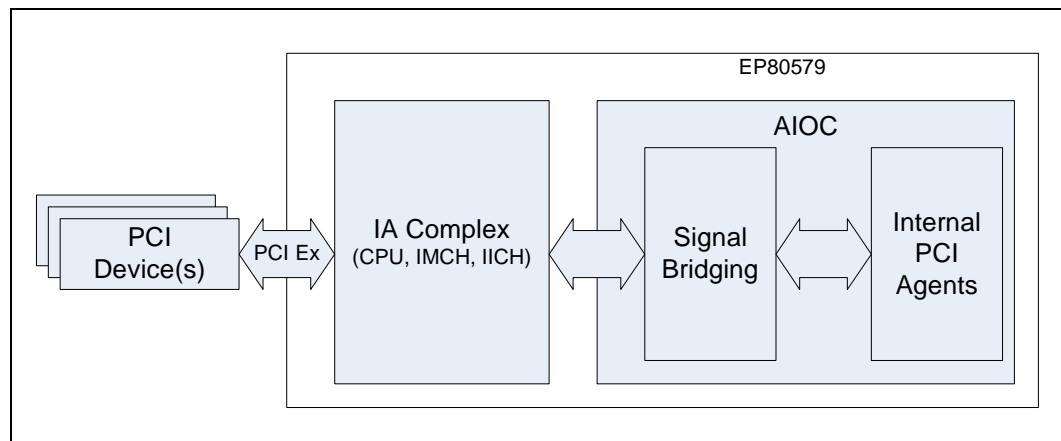 EP80579
AIOC
PCI
Device(s)
PCI Ex
IA Complex
(CPU, IMCH, IICH)
Signal
Bridging
Internal
PCI
Agents